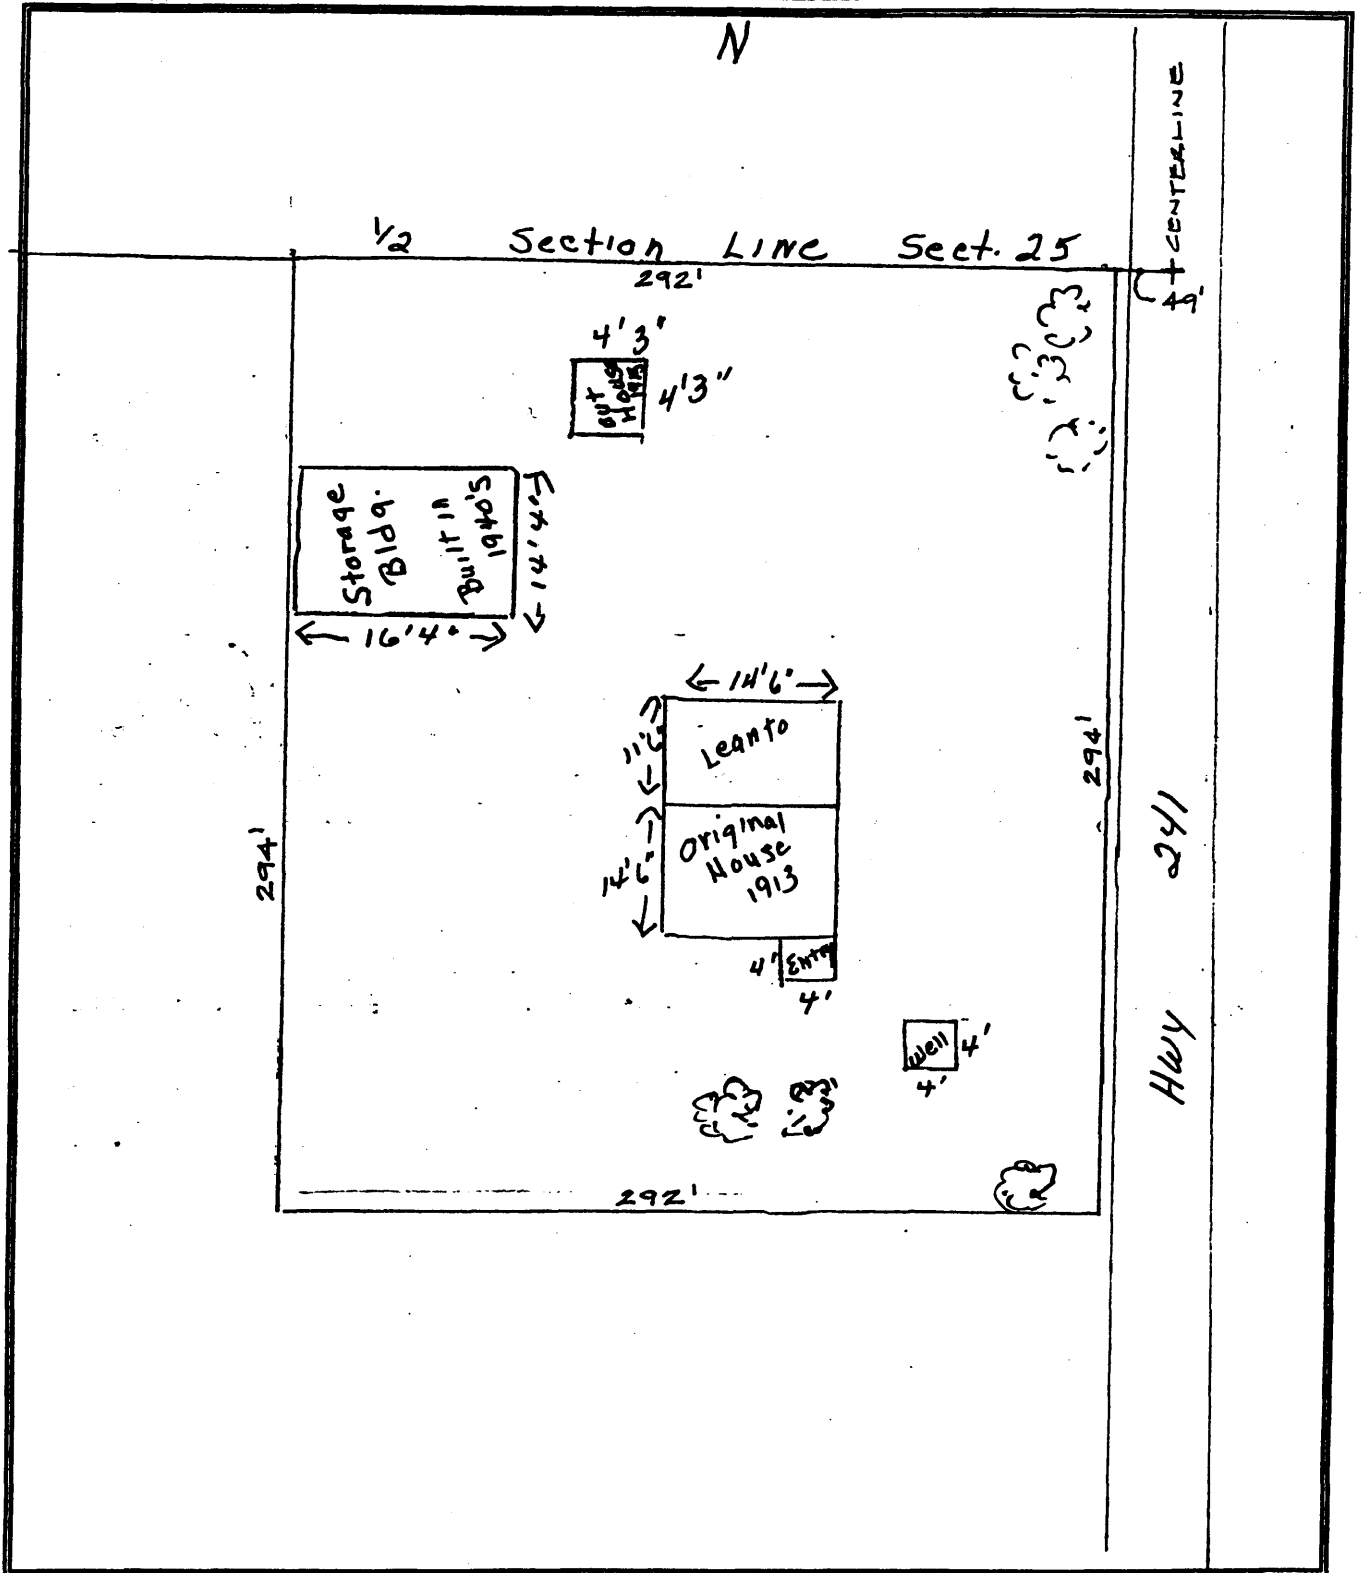 N
CENTERLINE
1/2 Section LINE Sect. 25
292'
49'
4'3"
Out
House
1913
4'3"
Storage
Bldg.
Built in
1940's
14'4"
16'4"
14'6"
11'6"
Leanto
294'
294'
14'6"
Original
House
1913
Hwy 241
4'
Entry
4'
Well
4'
4'
292'